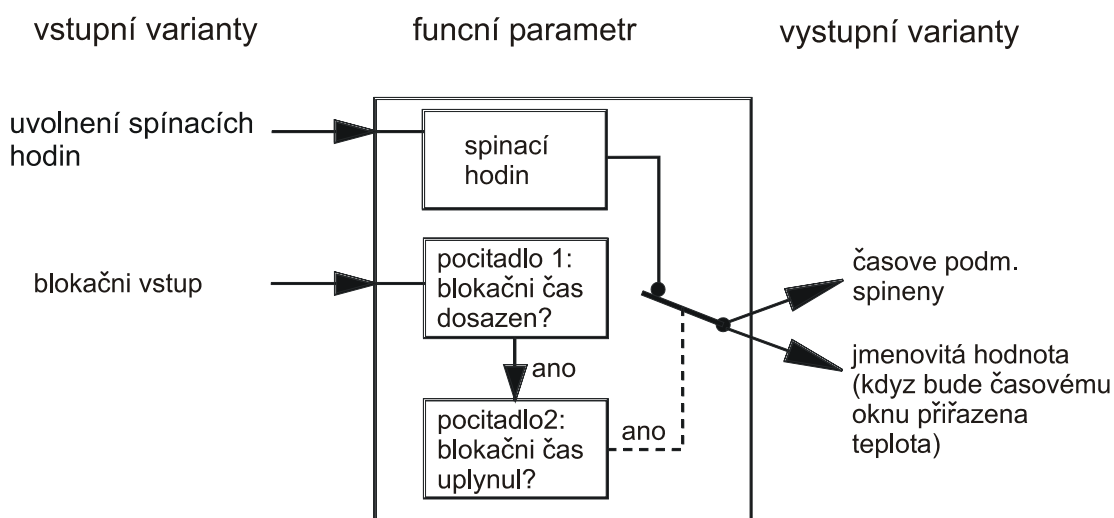 vstupní varianty
funcní parametr
vystupní varianty
uvolnení spínacích
hodin
spinací
hodin
blokačni vstup
pocitadlo 1:
blokačni čas
dosazen?
ano
pocitadlo2:
blokačni čas
uplynul?
ano
časove podm.
spineny
jmenovitá hodnota
(kdyz bude časovému
oknu přiřazena
teplota)